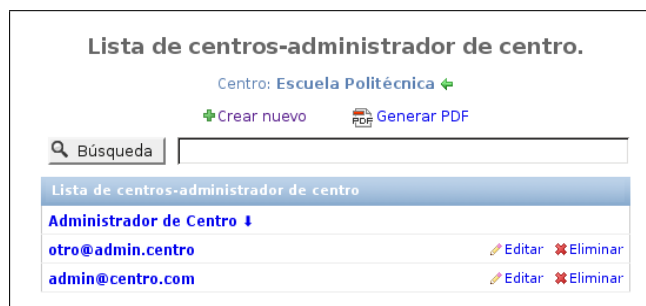 Lista de centros-administrador de centro.
Centro: Escuela Politécnica
Crear nuevo PDF Generar PDF
Búsqueda
Lista de centros-administrador de centro
Administrador de Centro
otro@admin.centro Editar Eliminar
admin@centro.com Editar Eliminar